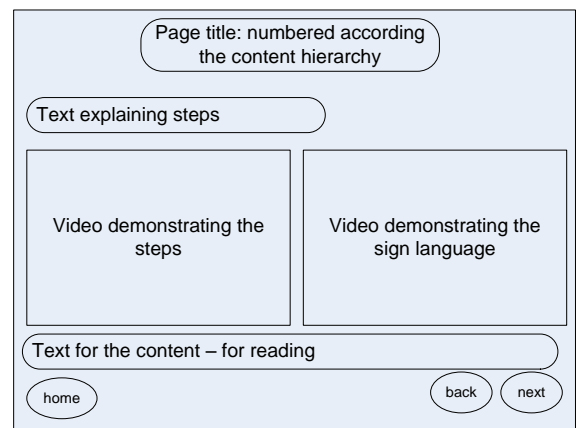 Page title: numbered according
the content hierarchy
Text explaining steps
Video demonstrating the
steps
Video demonstrating the
sign language
Text for the content – for reading
home
back
next